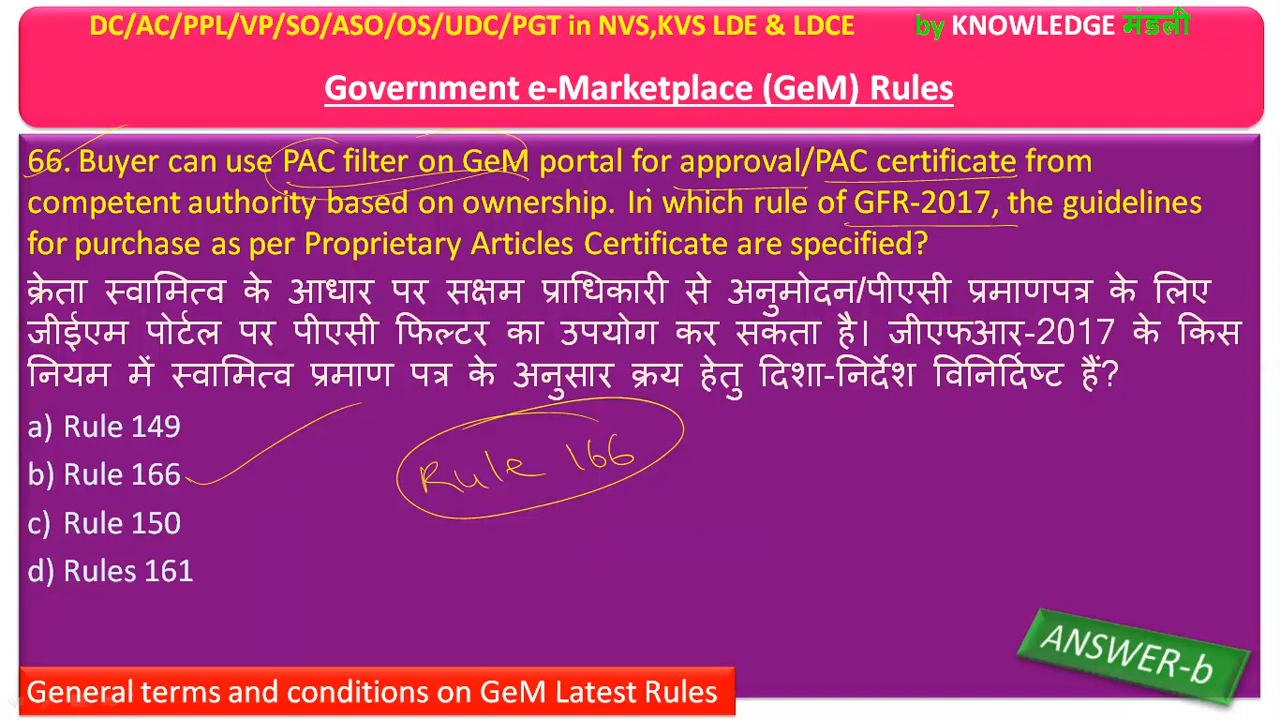 DC/AC/PPL/VP/SO/ASO/OS/UDC/PGT in NVS,KVS LDE & LDCE by KNOWLEDGE मंडली
Government e-Marketplace (GeM) Rules
66. Buyer can use PAC filter on GeM portal for approval/PAC certificate from
competent authority based on ownership. In which rule of GFR-2017, the guidelines
for purchase as per Proprietary Articles Certificate are specified?
क्रेता स्वामित्व के आधार पर सक्षम प्राधिकारी से अनुमोदन/पीएसी प्रमाणपत्र के लिए
जीईएम पोर्टल पर पीएसी फिल्टर का उपयोग कर सकता है। जीएफआर-2017 के किस
नियम में स्वामित्व प्रमाण पत्र के अनुसार क्रय हेतु दिशा-निर्देश विनिर्दिष्ट हैं?
a) Rule 149
b) Rule 166
Rule 166
c) Rule 150
d) Rules 161
ANSWER-b
General terms and conditions on GeM Latest Rules